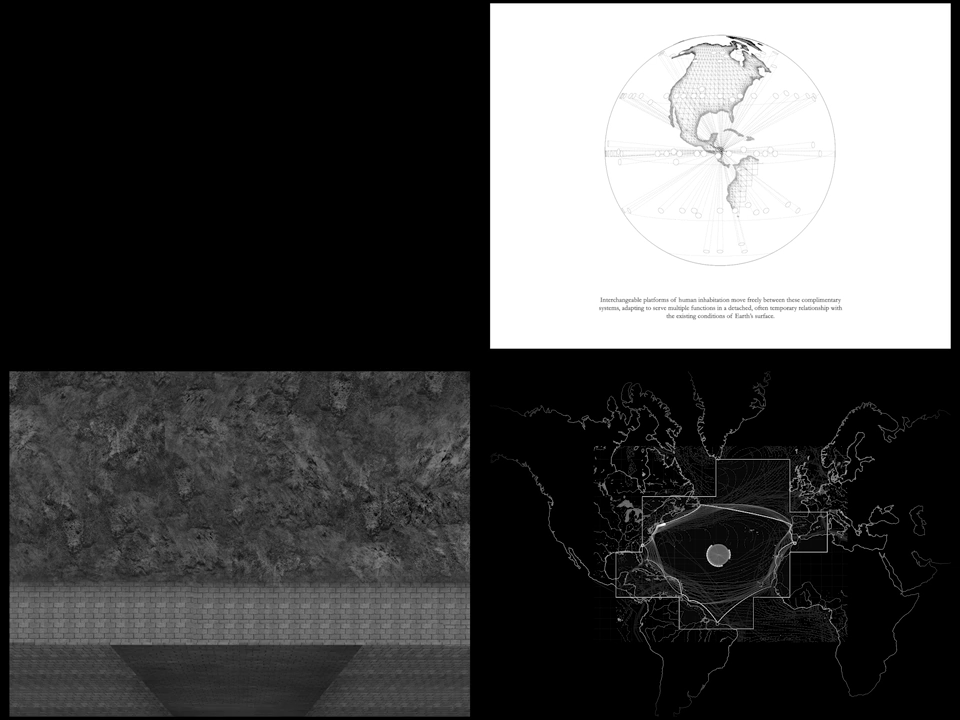 Interchangeable platforms of human inhabitation move freely between these complimentary
systems, adapting to serve multiple functions in a detached, often temporary relationship with
the existing conditions of Earth's surface.